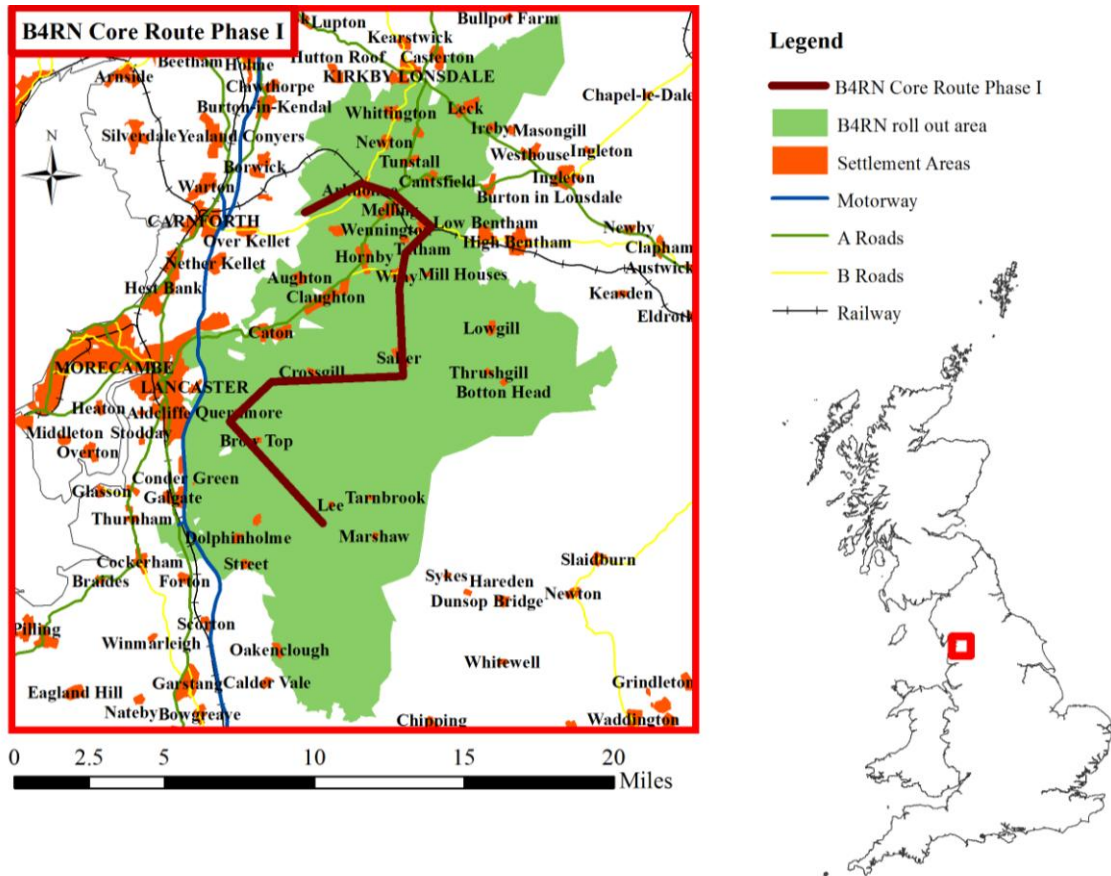 B4RN Core Route Phase I
Lupton
Bullpot Farm
Kearstwick
Beetham
Holme
Hutton Roof
Casterton
Arnside
Clawthorpe
KIRKBY LONSDALE
Burton-in-Kendal
Chapel-le-Dale
Whittington
Leck
N
Silverdale
Yealand Conyers
Newton
Ireby
Masongill
Borwick
Tunstall
Westhouse
Ingleton
Warton
Cantsfield
Ingleton
Burton in Lonsdale
Melling
CARNFORTH
Low Bentham
Over Kellet
Wennington
Newby
High Bentham
Clapham
Nether Kellet
Hornby
Tatham
Austwick
Hest Bank
Aughton
Wray
Mill Houses
Claughton
Keasden
Eldroth
Caton
Lowgill
Salter
MORECAMBE
Crossgill
Thrushgill
LANCASTER
Botton Head
Heaton
Aldcliffe
Quernmore
Middleton
Stodday
Brow Top
Overton
Conder Green
Glasson
Galgate
Lee
Tarnbrook
Thurnham
Dolphinholme
Marshaw
Cockerham
Street
Slaidburn
Braides
Forton
Sykes
Hareden
Dunsop Bridge
Newton
Pilling
Scorton
Winmarleigh
Oakenclough
Whitewell
Eagland Hill
Garstang
Calder Vale
Grindleton
Nateby
Bowgreave
Chipping
Waddington
0 2.5 5 10 15 20
Miles
Legend
B4RN Core Route Phase I
B4RN roll out area
Settlement Areas
Motorway
A Roads
B Roads
Railway